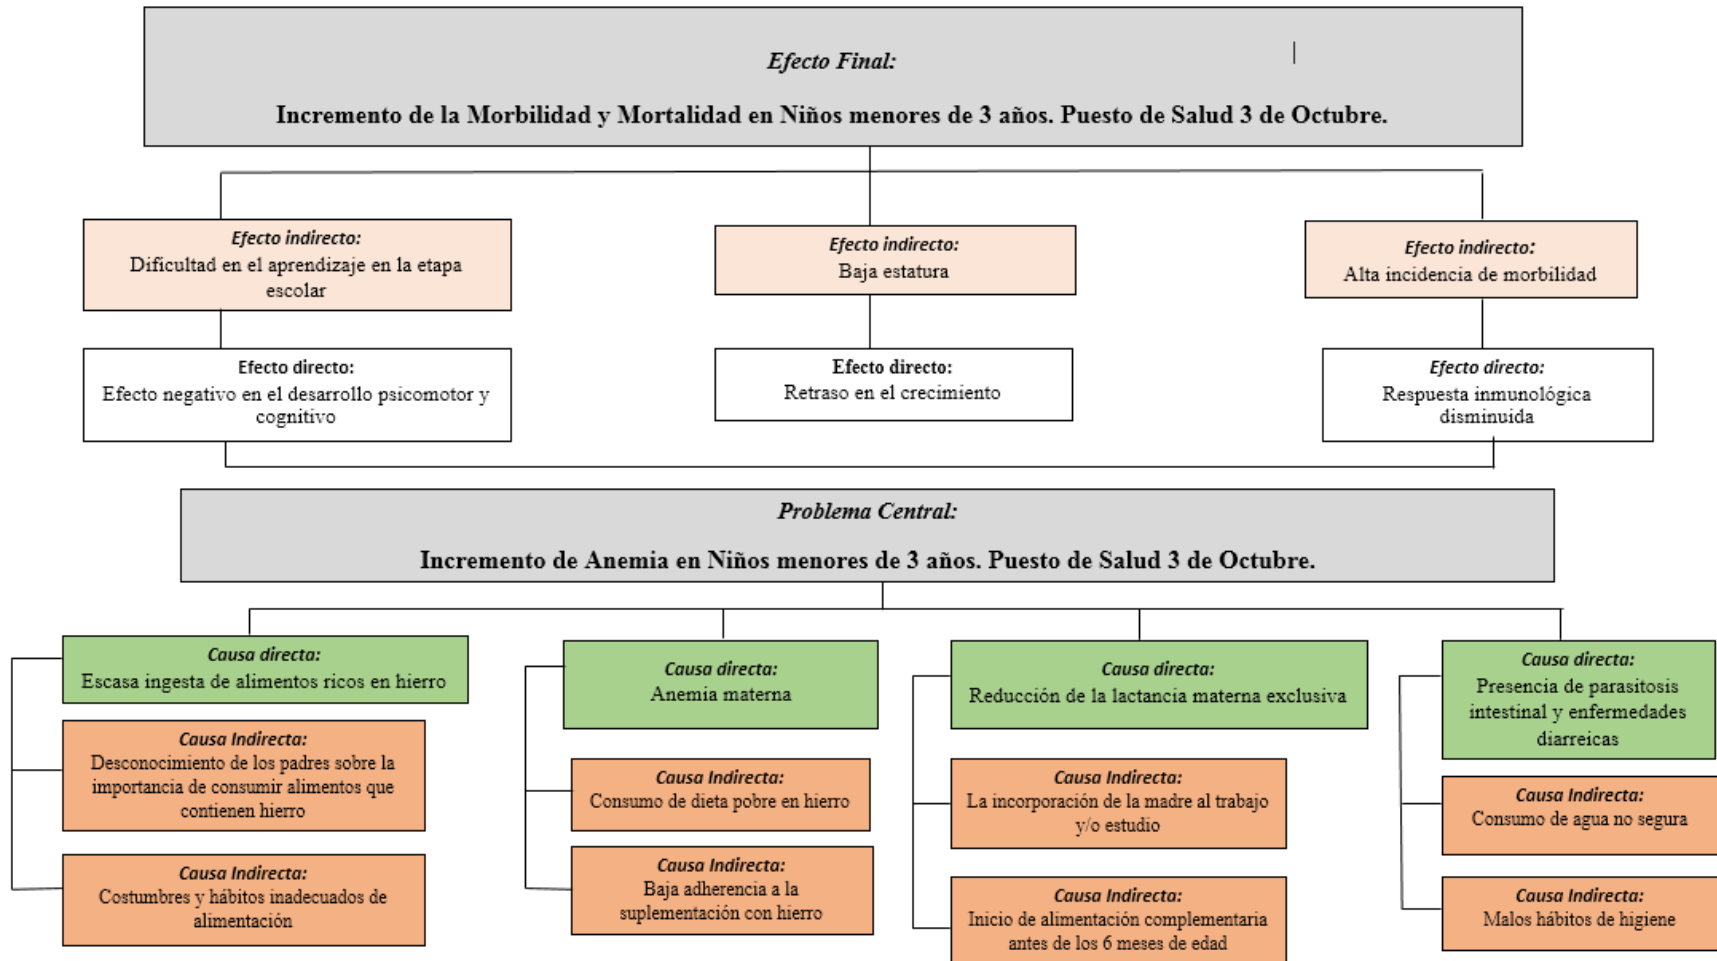 Efecto Final:
Incremento de la Morbilidad y Mortalidad en Niños menores de 3 años. Puesto de Salud 3 de Octubre.
Efecto indirecto:
Dificultad en el aprendizaje en la etapa
escolar
Efecto indirecto:
Baja estatura
Efecto indirecto:
Alta incidencia de morbilidad
Efecto directo:
Efecto negativo en el desarrollo psicomotor y
cognitivo
Efecto directo:
Retraso en el crecimiento
Efecto directo:
Respuesta inmunológica
disminuida
Problema Central:
Incremento de Anemia en Niños menores de 3 años. Puesto de Salud 3 de Octubre.
Causa directa:
Escasa ingesta de alimentos ricos en hierro
Causa directa:
Anemia materna
Causa directa:
Reducción de la lactancia materna exclusiva
Causa directa:
Presencia de parasitosis
intestinal y enfermedades
diarreicas
Causa Indirecta:
Desconocimiento de los padres sobre la
importancia de consumir alimentos que
contienen hierro
Causa Indirecta:
Consumo de dieta pobre en hierro
Causa Indirecta:
La incorporación de la madre al trabajo
y/o estudio
Causa Indirecta:
Consumo de agua no segura
Causa Indirecta:
Costumbres y hábitos inadecuados de
alimentación
Causa Indirecta:
Baja adherencia a la
suplementación con hierro
Causa Indirecta:
Inicio de alimentación complementaria
antes de los 6 meses de edad
Causa Indirecta:
Malos hábitos de higiene